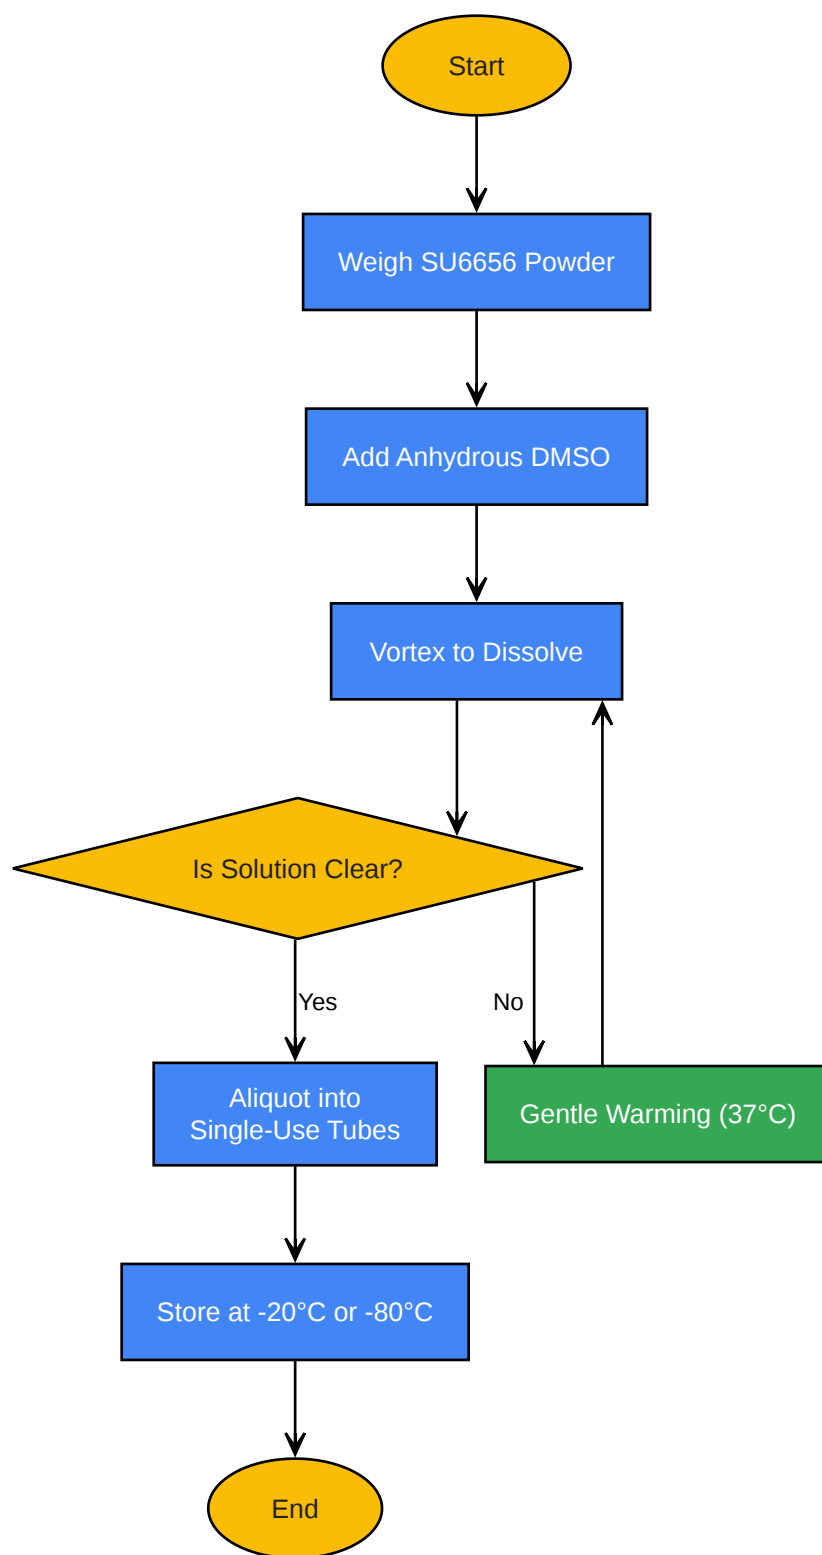 Start
Weigh SU6656 Powder
Add Anhydrous DMSO
Vortex to Dissolve
Is Solution Clear?
Yes
No
Aliquot into
Single-Use Tubes
Gentle Warming (37°C)
Store at -20°C or -80°C
End